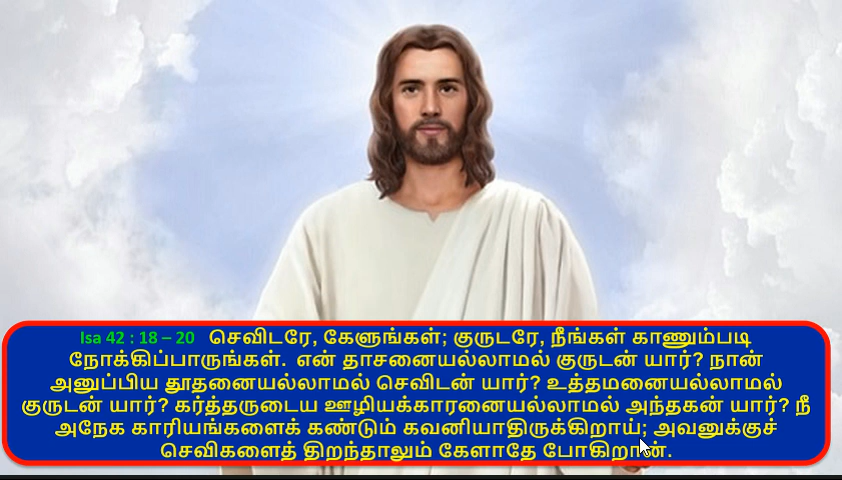 Isa 42 : 18 – 20 செவிடரே, கேளுங்கள்; குருடரே, நீங்கள் காணும்படி
நோக்கிப்பாருங்கள். என் தாசனையல்லாமல் குருடன் யார்? நான்
அனுப்பிய தூதனையல்லாமல் செவிடன் யார்? உத்தமனையல்லாமல்
குருடன் யார்? கர்த்தருடைய ஊழியக்காரனையல்லாமல் அந்தகன் யார்? நீ
அநேக காரியங்களைக் கண்டும் கவனியாதிருக்கிறாய்; அவனுக்குச்
செவிகளைத் திறந்தாலும் கேளாதே போகிறான்.